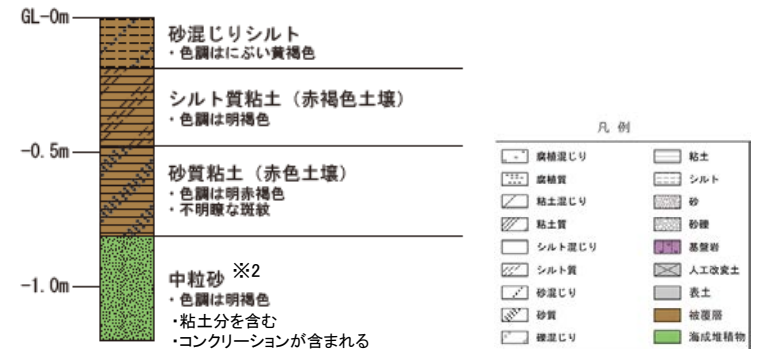 GL-0m
砂混じりシルト
・色調はにぶい黄褐色
シルト質粘土（赤褐色土壌）
・色調は明褐色
-0.5m
砂質粘土（赤色土壌）
・色調は明赤褐色
・不明瞭な斑紋
-1.0m
中粒砂 ※2
・色調は明褐色
・粘土分を含む
・コンクリーションが含まれる
凡 例
腐植混じり
腐植質
粘土混じり
粘土質
シルト混じり
シルト質
砂混じり
砂質
礫混じり
粘土
シルト
砂
砂礫
基盤岩
人工改変土
表土
被覆層
海成堆積物